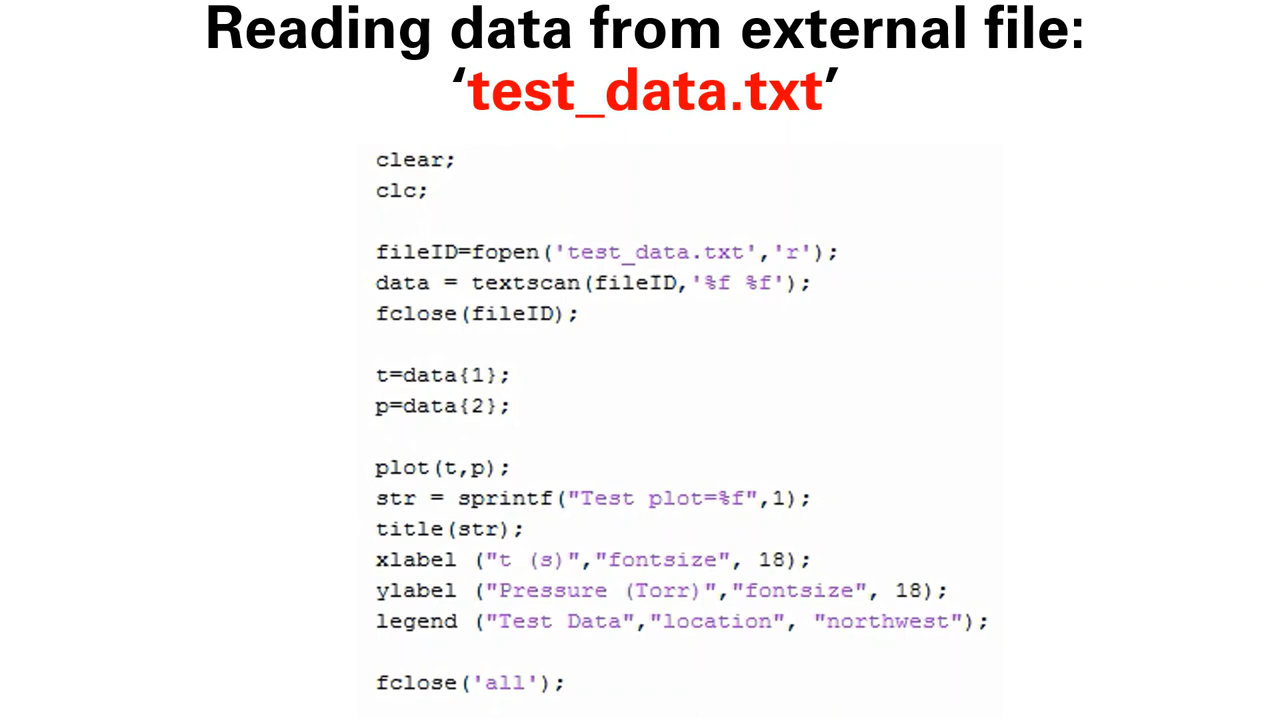 Reading data from external file:
‘test_data.txt’
clear;
clc;
fileID=fopen('test_data.txt','r');
data = textscan(fileID,'%f %f');
fclose(fileID);
t=data{1};
p=data{2};
plot(t,p);
str = sprintf("Test plot=%f",1);
title(str);
xlabel ("t (s)","fontsize", 18);
ylabel ("Pressure (Torr)","fontsize", 18);
legend ("Test Data","location", "northwest");
fclose('all');